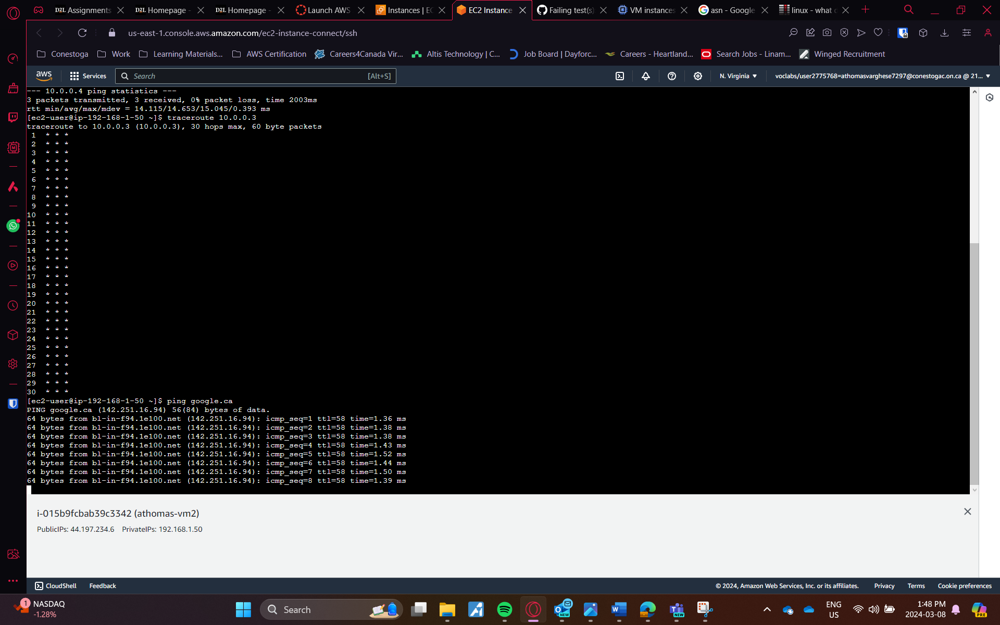 D2L Assignments
D2L Homepage -
D2L Homepage -
Launch AWS
Instances | EC
EC2 Instance
Failing test(s)
VM instances
asn - Google
linux - what c
us-east-1.console.aws.amazon.com/ec2-instance-connect/ssh
Conestoga
Work
Learning Materials...
AWS Certification
Careers4Canada Vir...
Altis Technology | C...
Job Board | Dayforc...
Careers - Heartland...
Search Jobs - Linam...
Winged Recruitment
aws
Services
Search
[Alt+S]
N. Virginia
voclabs/user2775768=athomasvarghese7297@conestogac.on.ca @ 21...
--- 10.0.0.4 ping statistics ---
3 packets transmitted, 3 received, 0% packet loss, time 2003ms
rtt min/avg/max/mdev = 14.115/14.653/15.045/0.393 ms
[ec2-user@ip-192-168-1-50 ~]$ traceroute 10.0.0.3
traceroute to 10.0.0.3 (10.0.0.3), 30 hops max, 60 byte packets
1 * * *
2 * * *
3 * * *
4 * * *
5 * * *
6 * * *
7 * * *
8 * * *
9 * * *
10 * * *
11 * * *
12 * * *
13 * * *
14 * * *
15 * * *
16 * * *
17 * * *
18 * * *
19 * * *
20 * * *
21 * * *
22 * * *
23 * * *
24 * * *
25 * * *
26 * * *
27 * * *
28 * * *
29 * * *
30 * * *
[ec2-user@ip-192-168-1-50 ~]$ ping google.ca
PING google.ca (142.251.16.94) 56(84) bytes of data.
64 bytes from bl-in-f94.1e100.net (142.251.16.94): icmp_seq=1 ttl=58 time=1.36 ms
64 bytes from bl-in-f94.1e100.net (142.251.16.94): icmp_seq=2 ttl=58 time=1.38 ms
64 bytes from bl-in-f94.1e100.net (142.251.16.94): icmp_seq=3 ttl=58 time=1.38 ms
64 bytes from bl-in-f94.1e100.net (142.251.16.94): icmp_seq=4 ttl=58 time=1.43 ms
64 bytes from bl-in-f94.1e100.net (142.251.16.94): icmp_seq=5 ttl=58 time=1.52 ms
64 bytes from bl-in-f94.1e100.net (142.251.16.94): icmp_seq=6 ttl=58 time=1.44 ms
64 bytes from bl-in-f94.1e100.net (142.251.16.94): icmp_seq=7 ttl=58 time=1.50 ms
64 bytes from bl-in-f94.1e100.net (142.251.16.94): icmp_seq=8 ttl=58 time=1.39 ms
i-015b9fcbab39c3342 (athomas-vm2)
PublicIPs: 44.197.234.6 PrivateIPs: 192.168.1.50
CloudShell
Feedback
© 2024, Amazon Web Services, Inc. or its affiliates.
Privacy
Terms
Cookie preferences
1
NASDAQ
-1.28%
Search
NEW
NEW
ENG
US
1:48 PM
2024-03-08
PRE